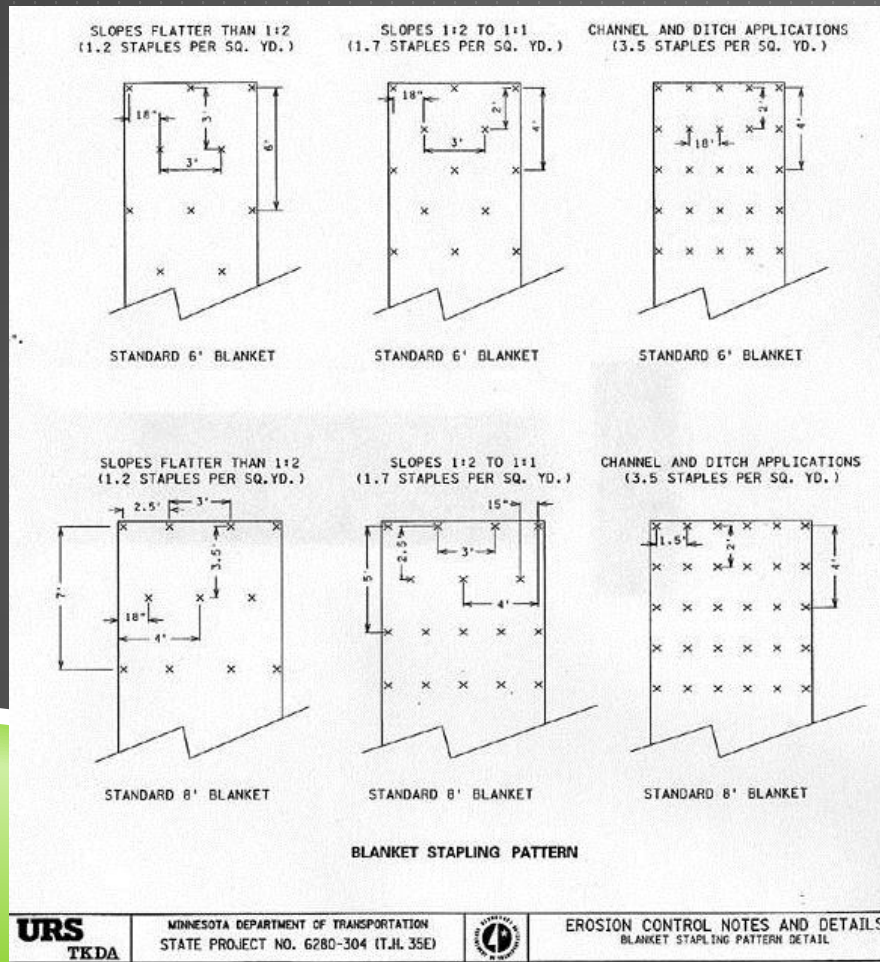 SLOPES FLATTER THAN 1:2
(1.2 STAPLES PER SQ. YD.)
18"
3'
3'
6'
STANDARD 6' BLANKET
SLOPES 1:2 TO 1:1
(1.7 STAPLES PER SQ. YD.)
18"
2'
3'
4'
STANDARD 6' BLANKET
CHANNEL AND DITCH APPLICATIONS
(3.5 STAPLES PER SQ. YD.)
2'
18'
4'
STANDARD 6' BLANKET
SLOPES FLATTER THAN 1:2
(1.2 STAPLES PER SQ.YD.)
2.5'
3'
3.5'
7'
18"
4'
STANDARD 8' BLANKET
SLOPES 1:2 TO 1:1
(1.7 STAPLES PER SQ. YD.)
15"
2.5'
3'
5'
4'
STANDARD 8' BLANKET
CHANNEL AND DITCH APPLICATIONS
(3.5 STAPLES PER SQ. YD.)
1.5'
2'
4'
STANDARD 8' BLANKET
BLANKET STAPLING PATTERN
URS
TKDA
MINNESOTA DEPARTMENT OF TRANSPORTATION
STATE PROJECT NO. 6280-304 (T.H. 35E)
EROSION CONTROL NOTES AND DETAILS
BLANKET STAPLING PATTERN DETAIL